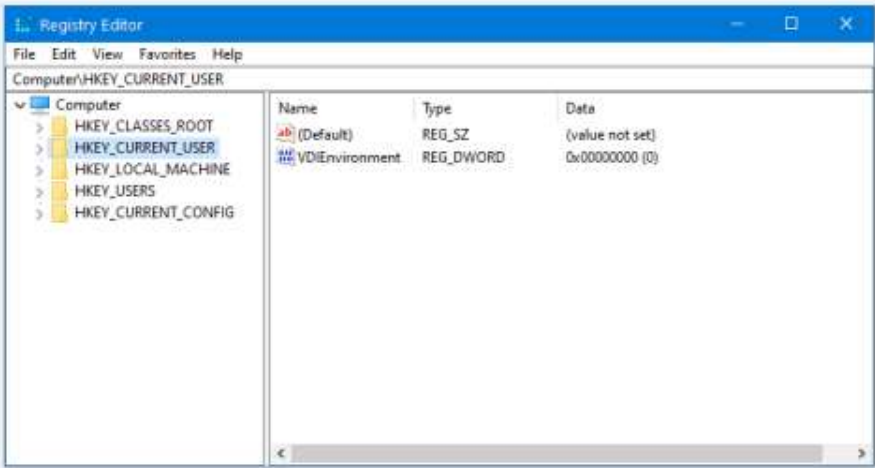 Registry Editor
File Edit View Favorites Help
Computer\HKEY_CURRENT_USER
Computer
HKEY_CLASSES_ROOT
HKEY_CURRENT_USER
HKEY_LOCAL_MACHINE
HKEY_USERS
HKEY_CURRENT_CONFIG
Name Type Data
ab (Default) REG_SZ (value not set)
VDIEnvironment REG_DWORD 0x00000000 (0)